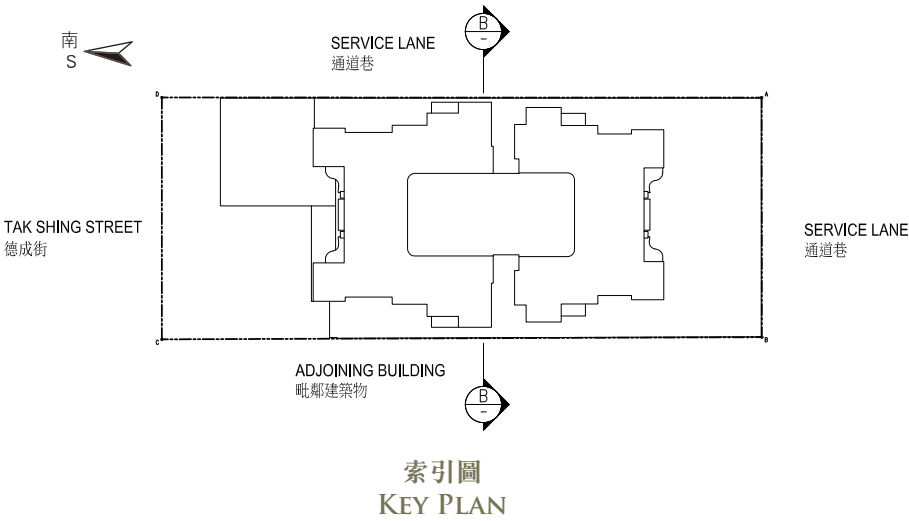 B
-
南
S
SERVICE LANE
通道巷
D
A
TAK SHING STREET
德成街
SERVICE LANE
通道巷
C
B
ADJOINING BUILDING
毗鄰建築物
B
-
索引圖
KEY PLAN